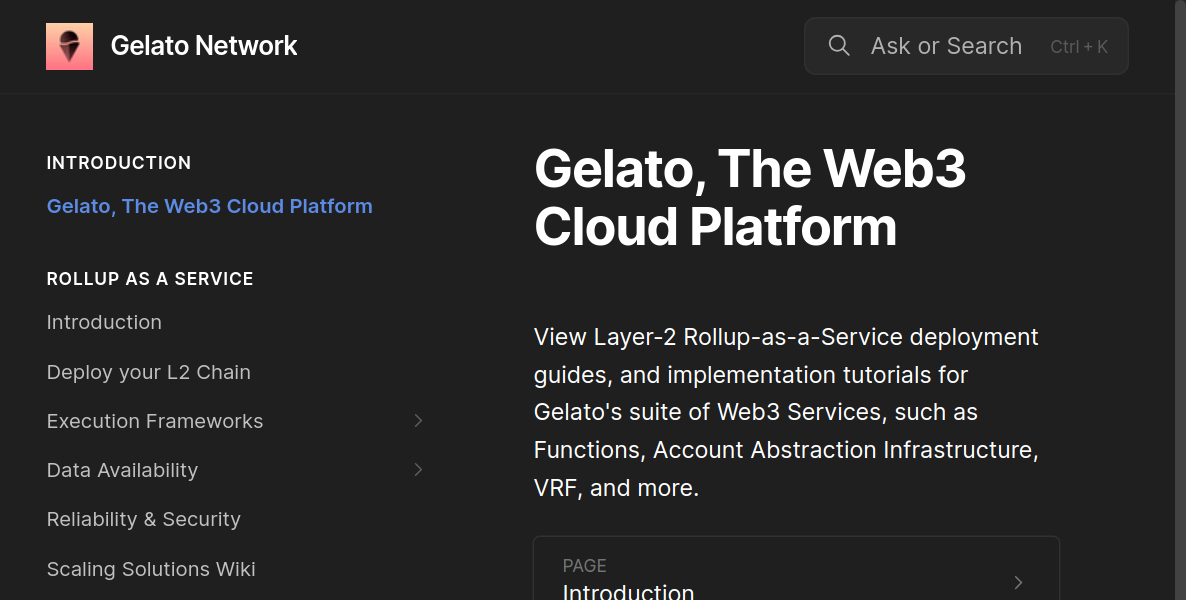 Gelato Network
Ask or Search Ctrl + K
INTRODUCTION
Gelato, The Web3 Cloud Platform
ROLLUP AS A SERVICE
Introduction
Deploy your L2 Chain
Execution Frameworks
Data Availability
Reliability & Security
Scaling Solutions Wiki
Gelato, The Web3
Cloud Platform
View Layer-2 Rollup-as-a-Service deployment
guides, and implementation tutorials for
Gelato's suite of Web3 Services, such as
Functions, Account Abstraction Infrastructure,
VRF, and more.
PAGE
Introduction